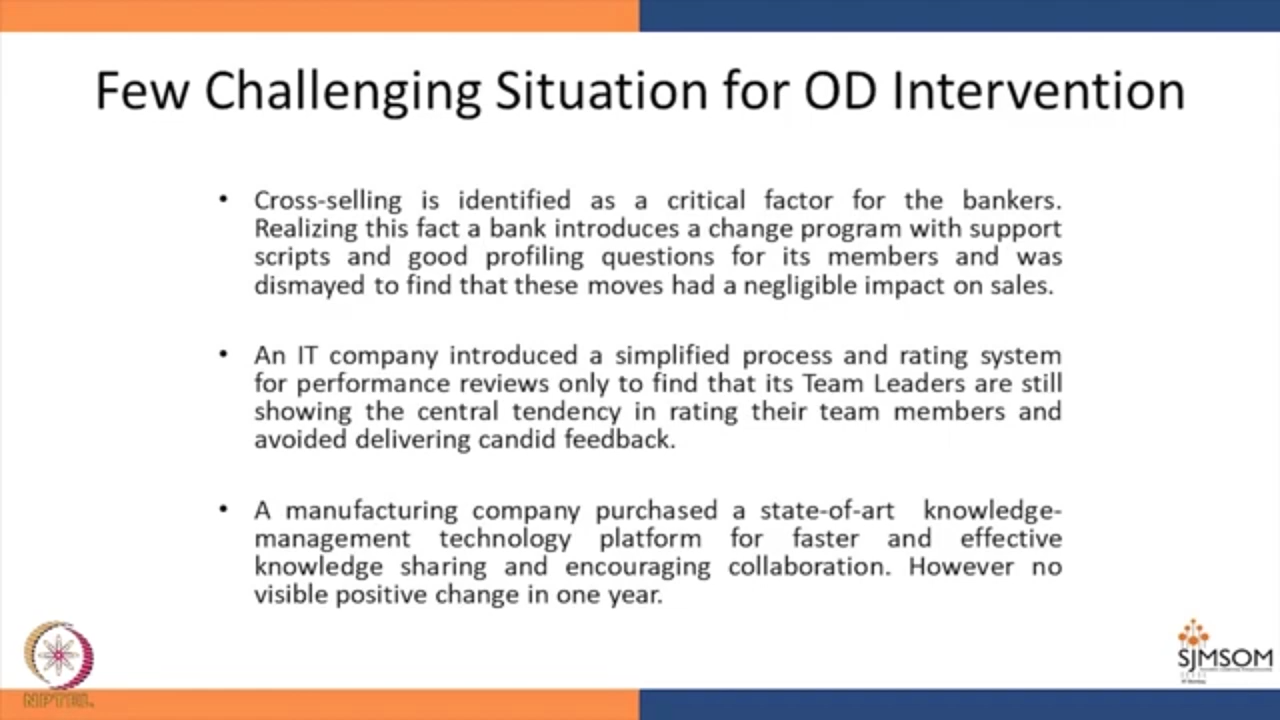 Few Challenging Situation for OD Intervention
• Cross-selling is identified as a critical factor for the bankers.
Realizing this fact a bank introduces a change program with support
scripts and good profiling questions for its members and was
dismayed to find that these moves had a negligible impact on sales.
• An IT company introduced a simplified process and rating system
for performance reviews only to find that its Team Leaders are still
showing the central tendency in rating their team members and
avoided delivering candid feedback.
• A manufacturing company purchased a state-of-art knowledge-
management technology platform for faster and effective
knowledge sharing and encouraging collaboration. However no
visible positive change in one year.
NPTEL
SJMSOM